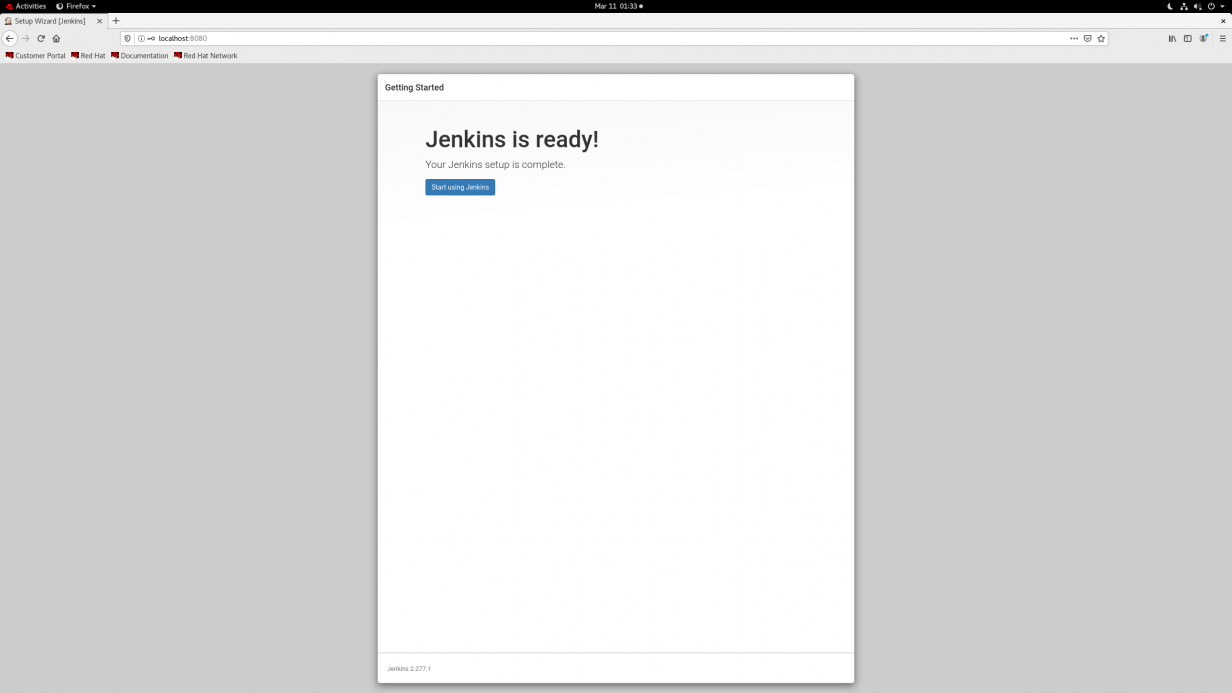 Activities Firefox Mar 11 01:33
Setup Wizard [Jenkins]
localhost:8080
Customer Portal Red Hat Documentation Red Hat Network
Getting Started
Jenkins is ready!
Your Jenkins setup is complete.
Start using Jenkins
Jenkins 2.277.1